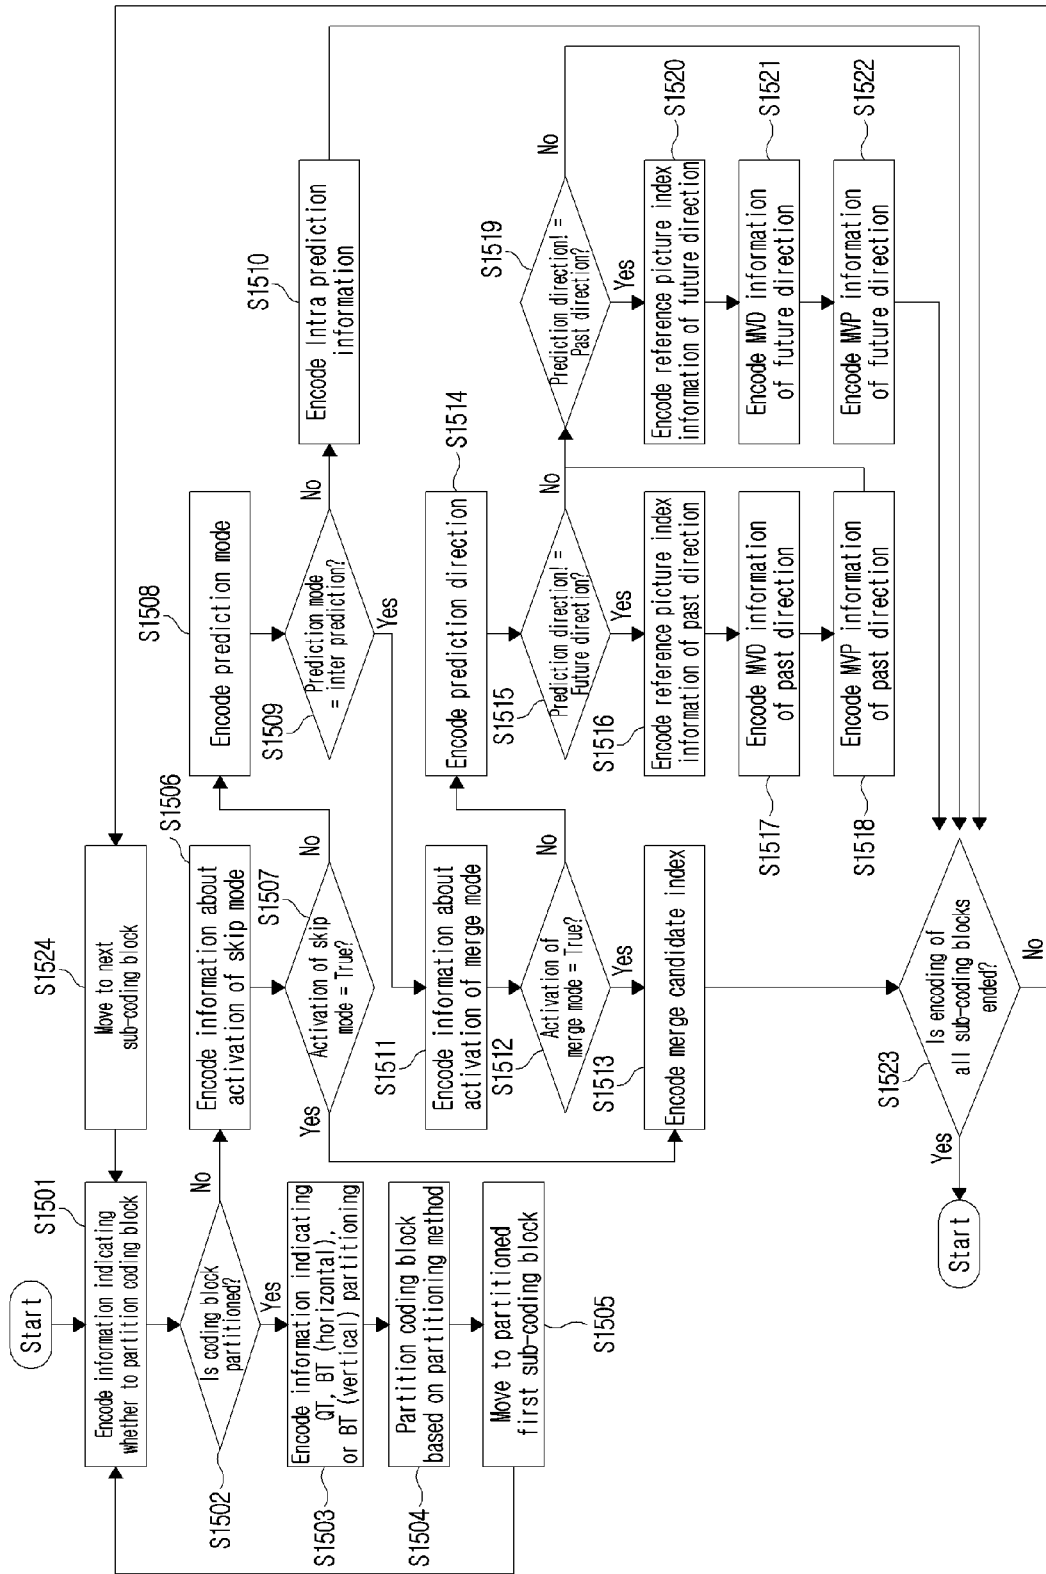 Start
S1501
Encode information indicating
whether to partition coding block
S1502
Is coding block
partitioned?
No
Yes
S1503
Encode information indicating
QT, BT (horizontal),
or BT (vertical) partitioning
S1504
Partition coding block
based on partitioning method
S1505
Move to partitioned
first sub-coding block
S1524
Move to next
sub-coding block
S1506
Encode information about
activation of skip mode
S1507
Activation of skip
mode = True?
No
Yes
S1508
Encode prediction mode
S1509
Prediction mode
= inter prediction?
No
Yes
S1510
Encode Intra prediction
information
S1511
Encode information about
activation of merge mode
S1512
Activation of
merge mode = True?
No
Yes
S1513
Encode merge candidate index
S1514
Encode prediction direction
S1515
Prediction direction! =
Future direction?
No
Yes
S1516
Encode reference picture index
information of past direction
S1517
Encode MVD information
of past direction
S1518
Encode MVP information
of past direction
S1519
Prediction direction! =
Past direction?
No
Yes
S1520
Encode reference picture index
information of future direction
S1521
Encode MVD information
of future direction
S1522
Encode MVP information
of future direction
S1523
Is encoding of
all sub-coding blocks
ended?
No
Yes
Start